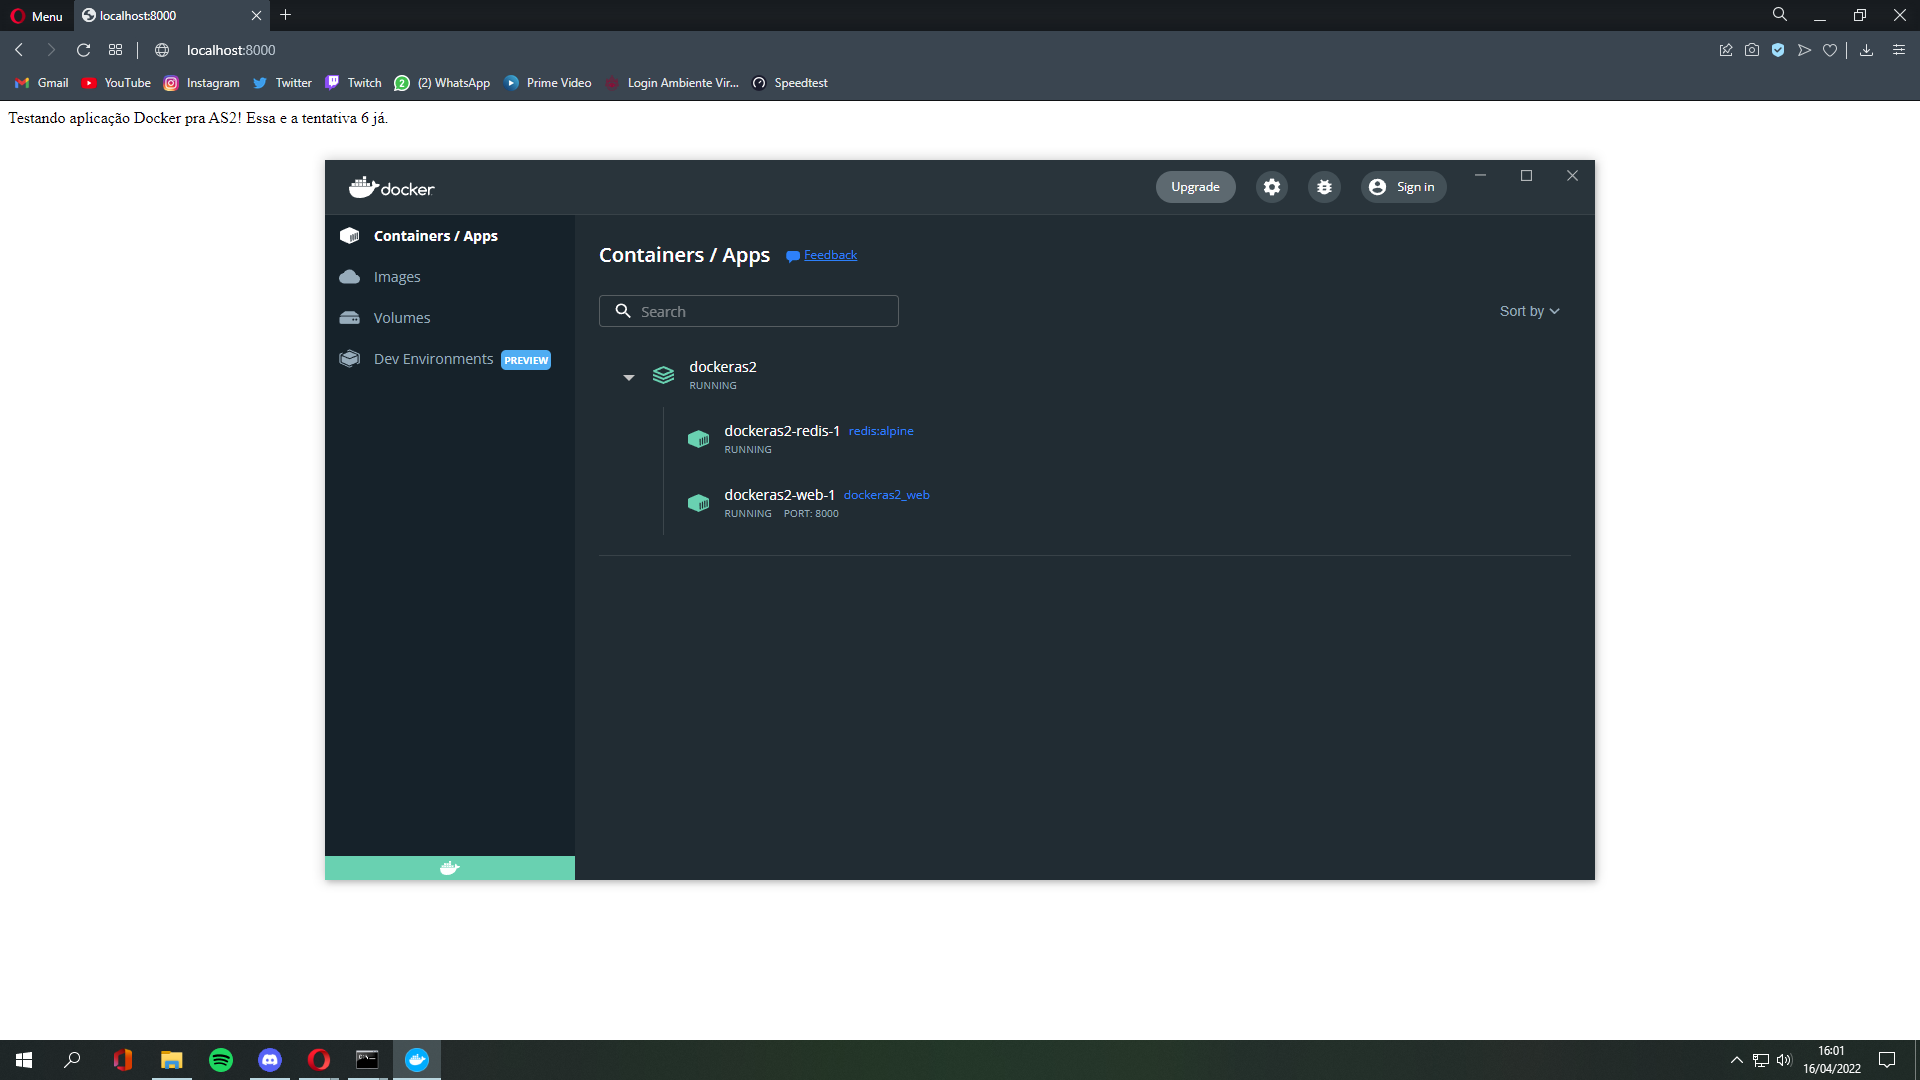 Menu
localhost:8000
localhost:8000
Gmail
YouTube
Instagram
Twitter
Twitch
2
(2) WhatsApp
Prime Video
Login Ambiente Vir...
Speedtest
Testando aplicação Docker pra AS2! Essa e a tentativa 6 já.
docker
Upgrade
Sign in
Containers / Apps
Images
Volumes
Dev Environments PREVIEW
Containers / Apps
Feedback
Search
Sort by
dockeras2
RUNNING
dockeras2-redis-1 redis:alpine
RUNNING
dockeras2-web-1 dockeras2_web
RUNNING PORT: 8000
16:01
16/04/2022